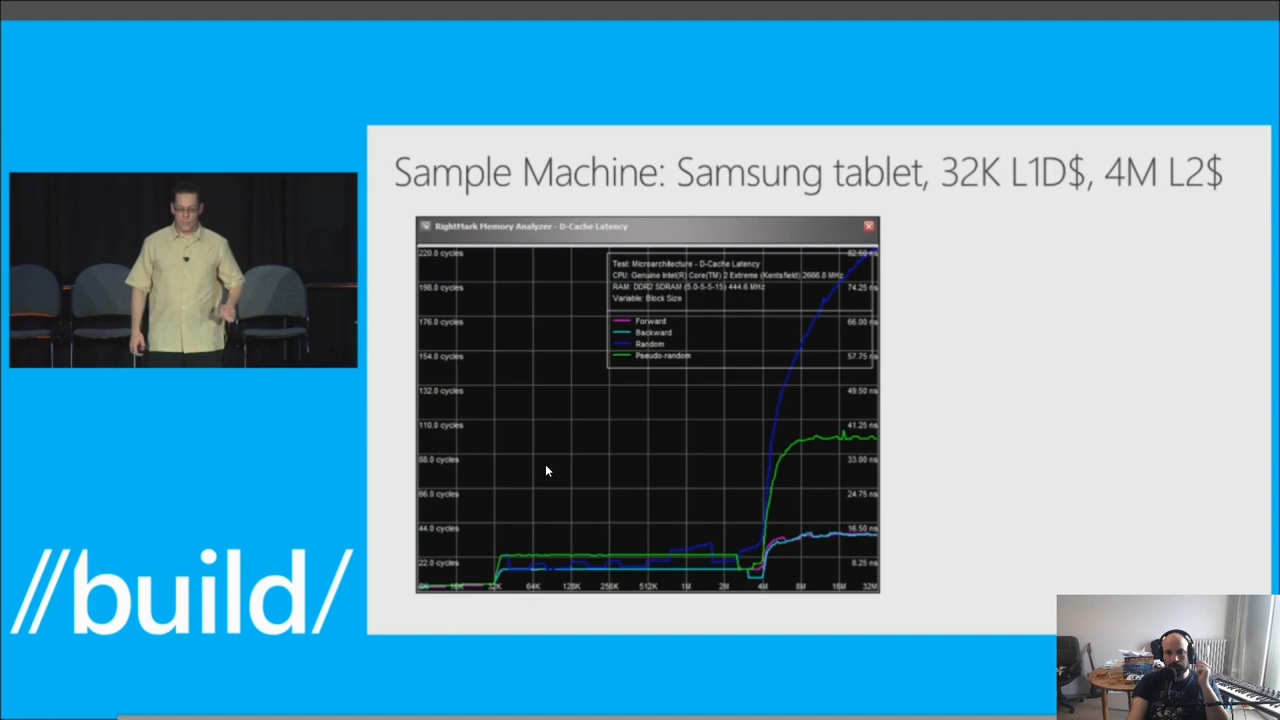 Sample Machine: Samsung tablet, 32K L1D$, 4M L2$
RightMark Memory Analyzer - D-Cache Latency
220.0 cycles
198.0 cycles
176.0 cycles
154.0 cycles
132.0 cycles
110.0 cycles
88.0 cycles
66.0 cycles
44.0 cycles
22.0 cycles
Test: Microarchitecture - D-Cache Latency
CPU: Genuine Intel(R) Core(TM) 2 Extreme (Kentsfield) 2666.8 MHz
RAM: DDR2 SDRAM (5.0-5-5-15) 444.6 MHz
Variable: Block Size
Forward
Backward
Random
Pseudo-random
82.50 ns
74.25 ns
66.00 ns
57.75 ns
49.50 ns
41.25 ns
33.00 ns
24.75 ns
16.50 ns
8.25 ns
16K 32K 64K 128K 256K 512K 1M 2M 4M 8M 16M 32M
//build/